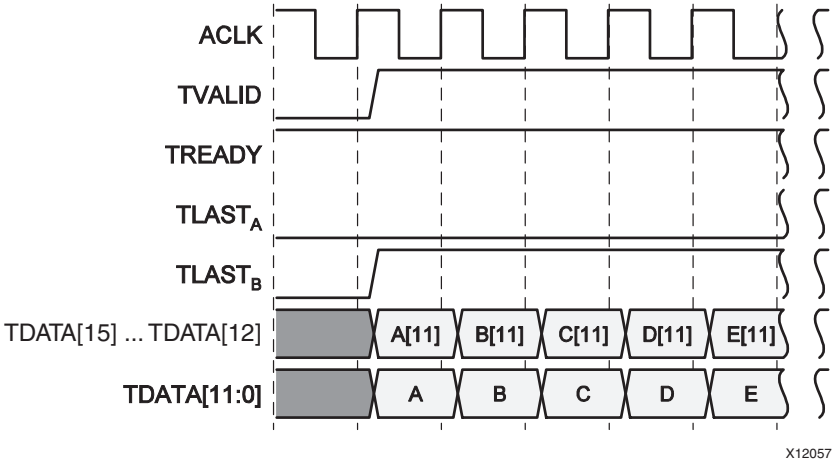 ACLK
TVALID
TREADY
TLASTA
TLASTB
TDATA[15] ... TDATA[12] A[11] B[11] C[11] D[11] E[11]
TDATA[11:0] A B C D E
X12057